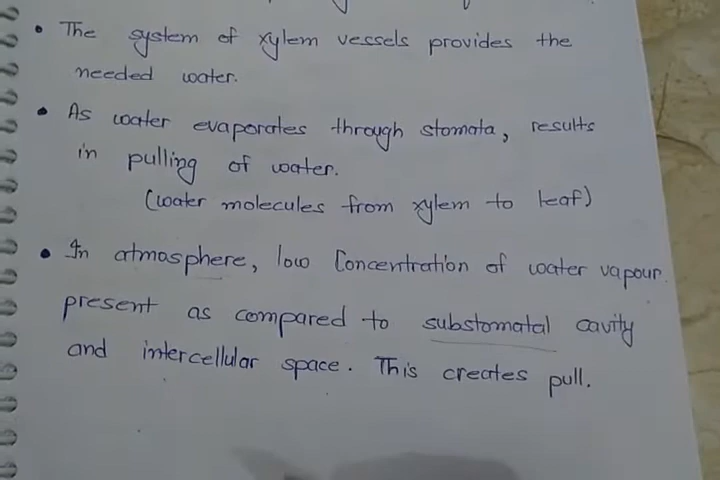 • The system of xylem vessels provides the
needed water.
• As water evaporates through stomata, results
in pulling of water.
(water molecules from xylem to leaf)
• In atmosphere, low Concentration of water vapour
present as compared to substomatal cavity
and intercellular space. This creates pull.